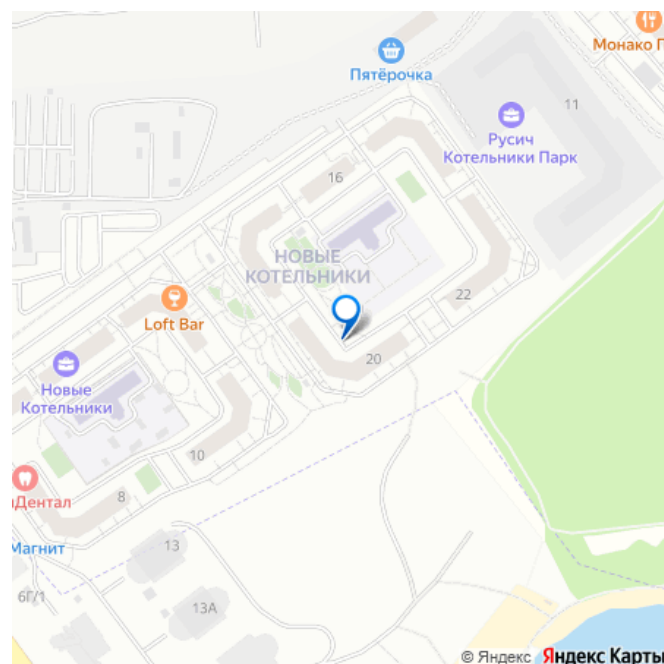 Монако П
Пятёрочка
11
Русич
Котельники Парк
16
НОВЫЕ
КОТЕЛЬНИКИ
22
Loft Bar
20
Новые
Котельники
10
Дентал
8
Магнит
13
6Г/1
13А
© Яндекс Яндекс Карты